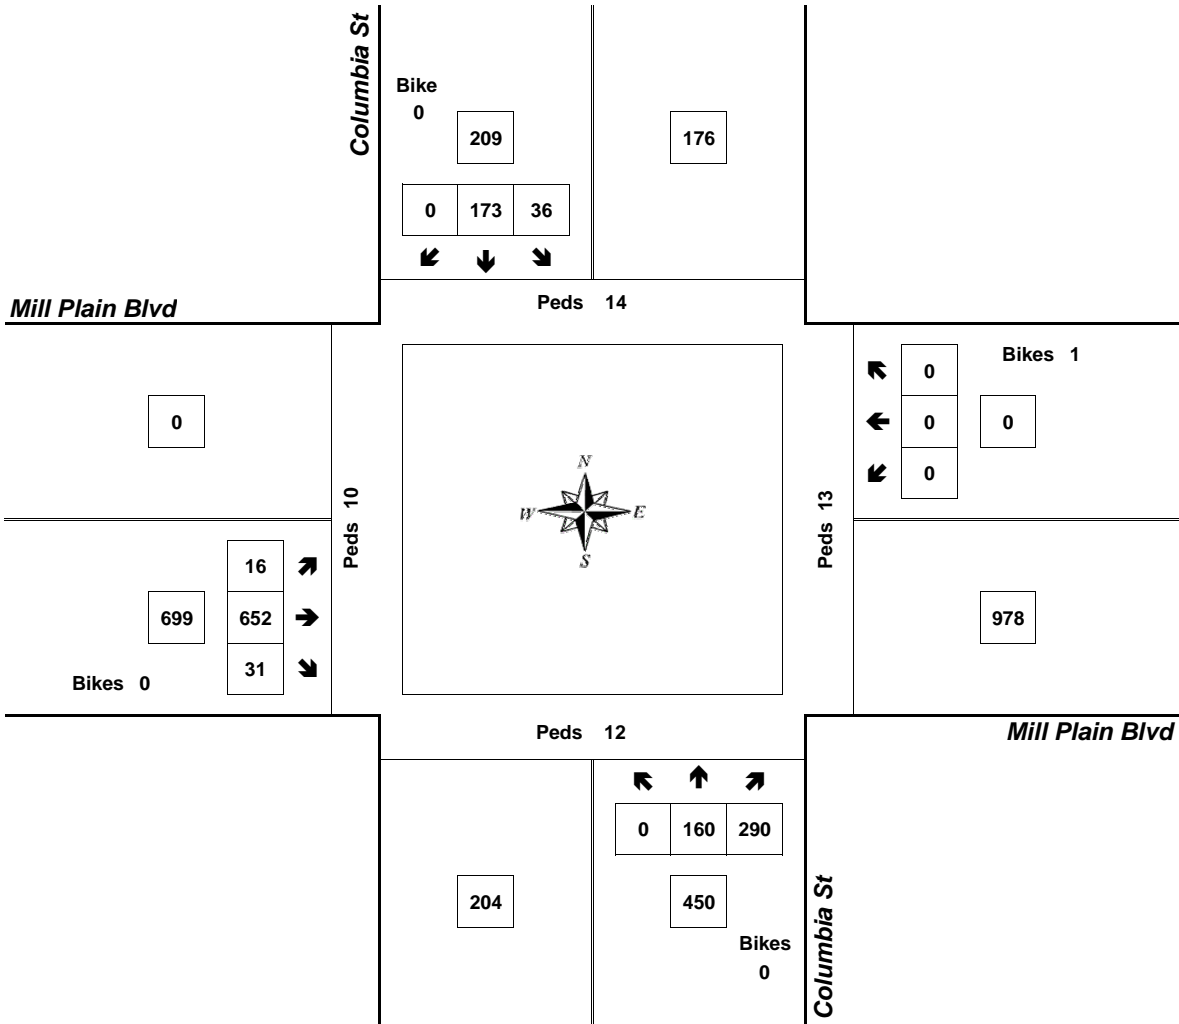 Columbia St
Bike
0
209
176
0 173 36
Mill Plain Blvd
Peds 14
0
Bikes 1
0
0
0
0
N
W E
S
Peds 10
Peds 13
16
699 652
31
Bikes 0
978
Peds 12
Mill Plain Blvd
0 160 290
204
450
Bikes
0
Columbia St